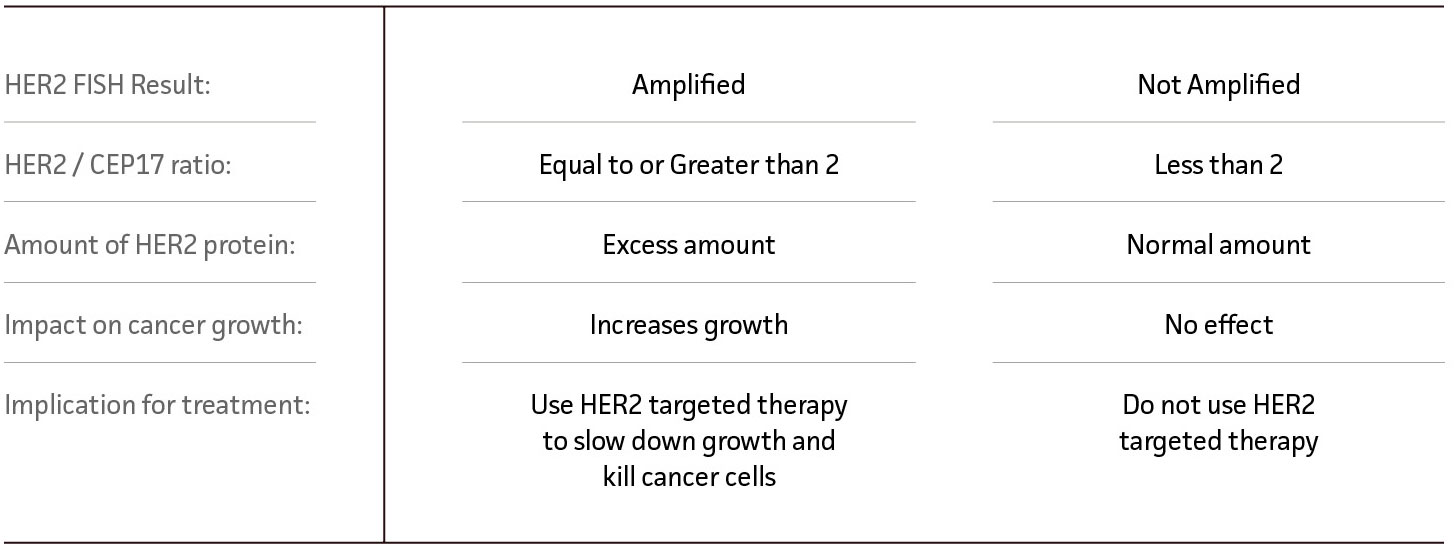 HER2 FISH Result: Amplified Not Amplified
HER2 / CEP17 ratio: Equal to or Greater than 2 Less than 2
Amount of HER2 protein: Excess amount Normal amount
Impact on cancer growth: Increases growth No effect
Implication for treatment: Use HER2 targeted therapy Do not use HER2
to slow down growth and targeted therapy
kill cancer cells